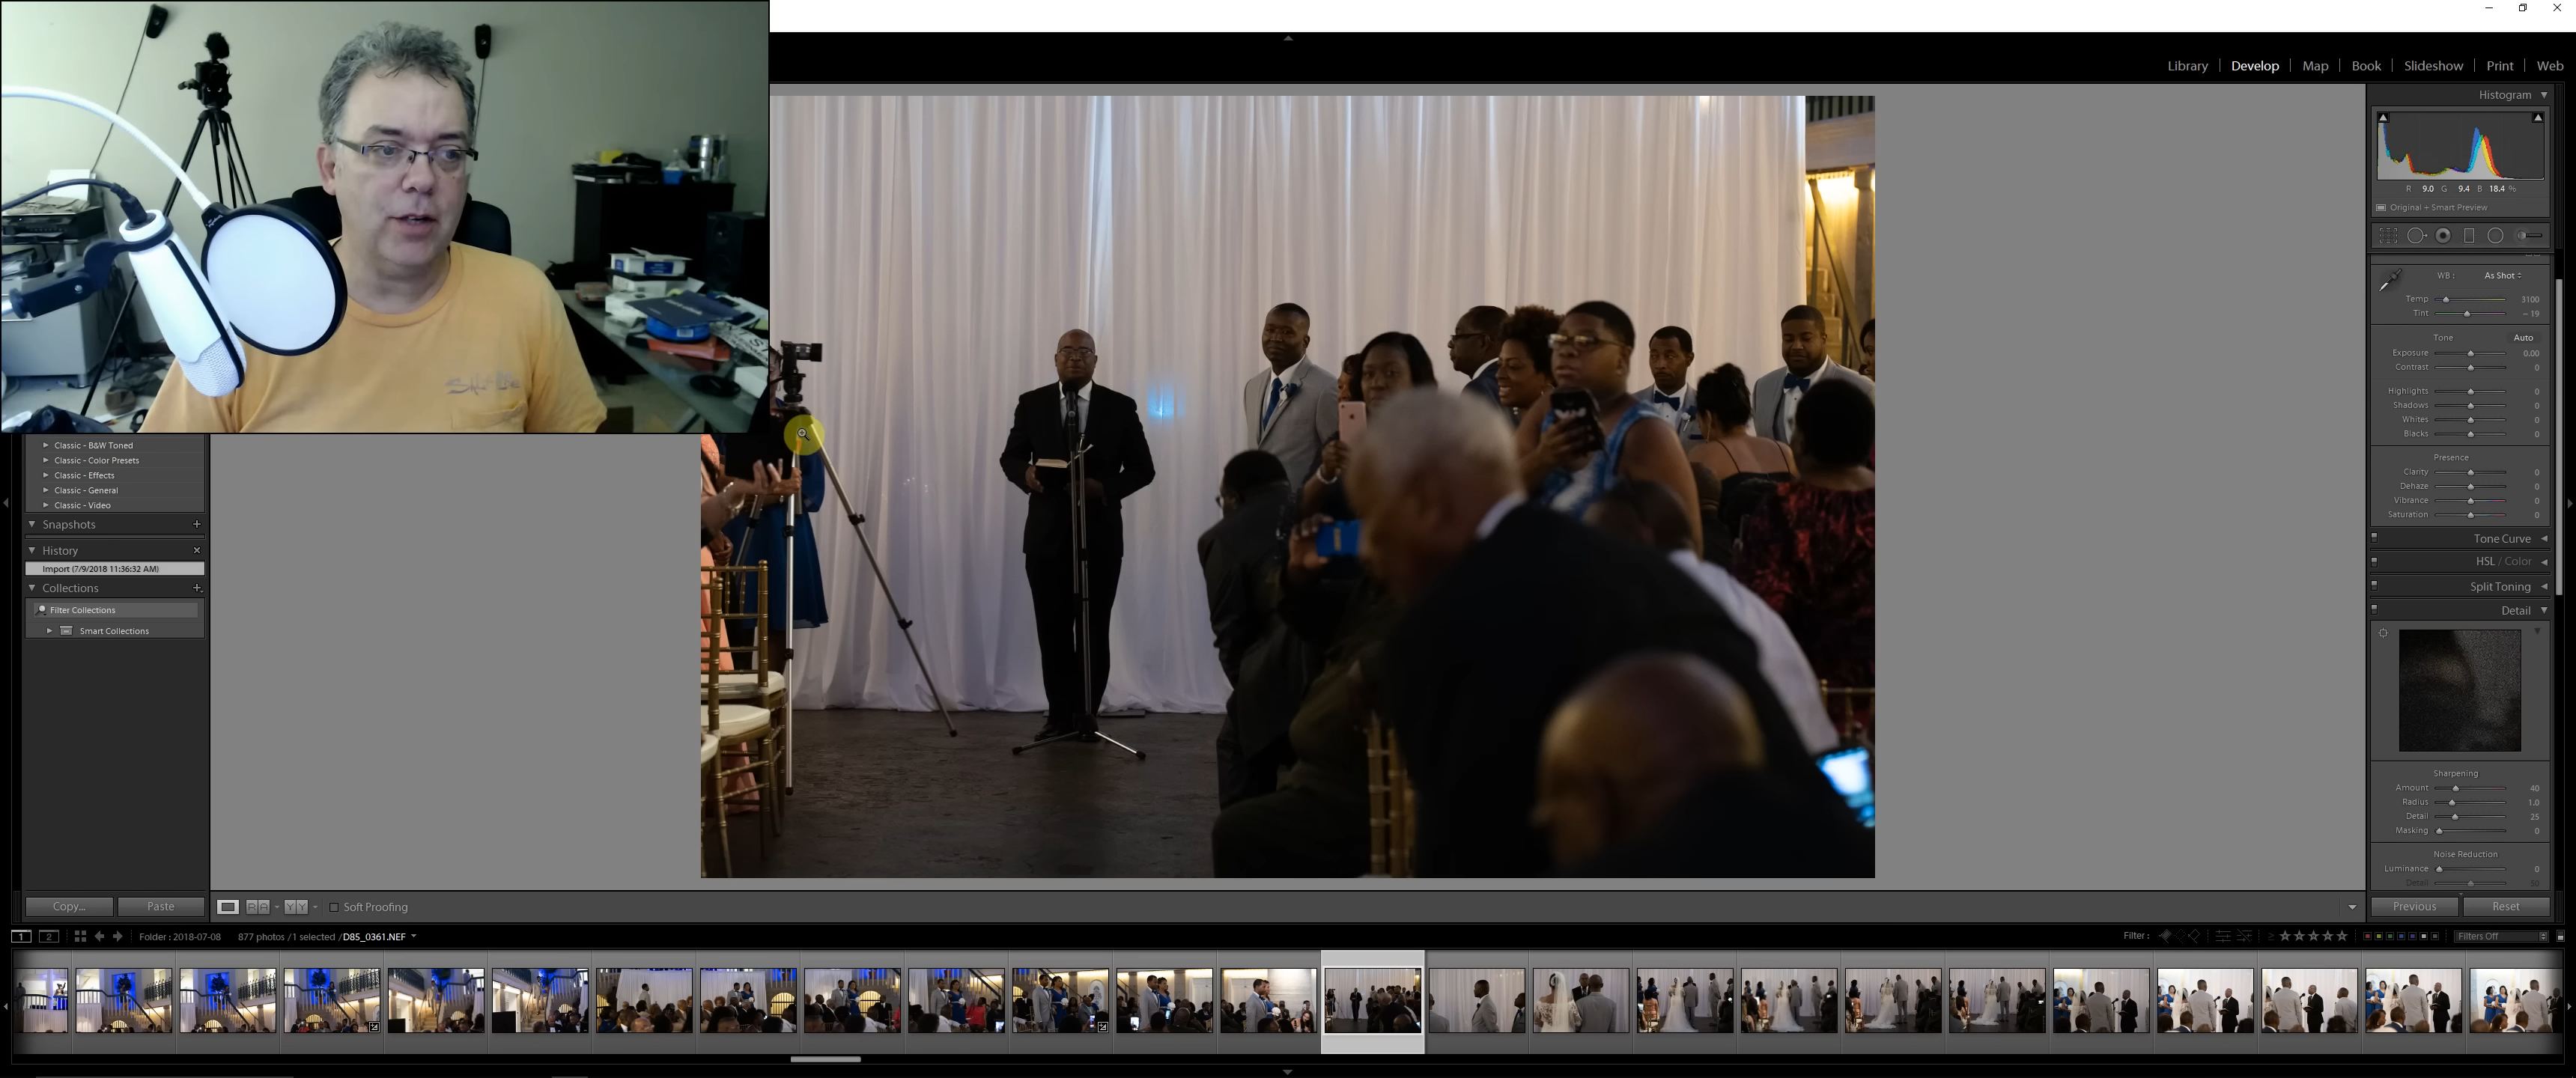 Library | Develop | Map | Book | Slideshow | Print | Web
Histogram
R 9.0 G 9.4 B 18.4 %
Original + Smart Preview
WB : As Shot
Temp 3100
Tint – 19
Tone Auto
Exposure 0.00
Contrast 0
Highlights 0
Shadows 0
Whites 0
Blacks 0
Presence
Clarity 0
Dehaze 0
Vibrance 0
Saturation 0
Tone Curve
HSL / Color
Split Toning
Detail
Sharpening
Amount 40
Radius 1.0
Detail 25
Masking 0
Noise Reduction
Luminance 0
Detail 50
Previous Reset
Classic - B&W Toned
Classic - Color Presets
Classic - Effects
Classic - General
Classic - Video
Snapshots
History
Import (7/9/2018 11:36:32 AM)
Collections
Filter Collections
Smart Collections
Copy... Paste
Soft Proofing
1 2 Folder : 2018-07-08 877 photos /1 selected /D85_0361.NEF
Filter : Filters Off